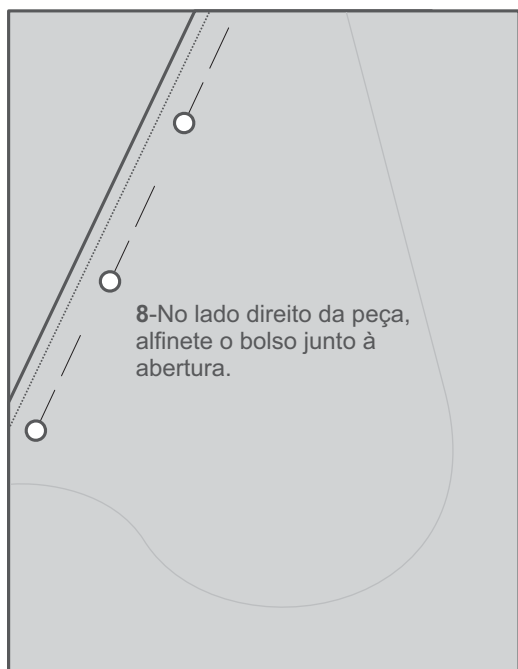 8-No lado direito da peça,
alfinete o bolso junto à
abertura.